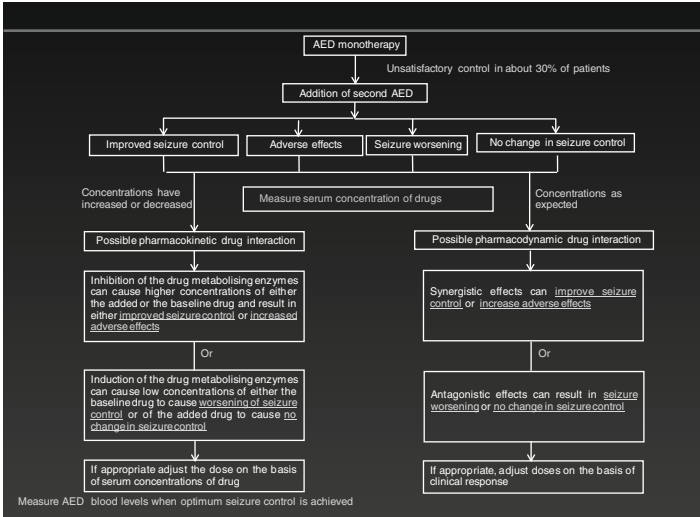 AED monotherapy
Unsatisfactory control in about 30% of patients
Addition of second AED
Improved seizure control
Adverse effects
Seizure worsening
No change in seizure control
Concentrations have
increased or decreased
Measure serum concentration of drugs
Concentrations as
expected
Possible pharmacokinetic drug interaction
Possible pharmacodynamic drug interaction
Inhibition of the drug metabolising enzymes
can cause higher concentrations of either
the added or the baseline drug and result in
either improved seizure control or increased
adverse effects
Synergistic effects can improve seizure
control or increase adverse effects
Or
Or
Induction of the drug metabolising enzymes
can cause low concentrations of either the
baseline drug to cause worsening of seizure
control or of the added drug to cause no
change in seizure control
Antagonistic effects can result in seizure
worsening or no change in seizure control
If appropriate adjust the dose on the basis
of serum concentrations of drug
If appropriate, adjust doses on the basis of
clinical response
Measure AED blood levels when optimum seizure control is achieved